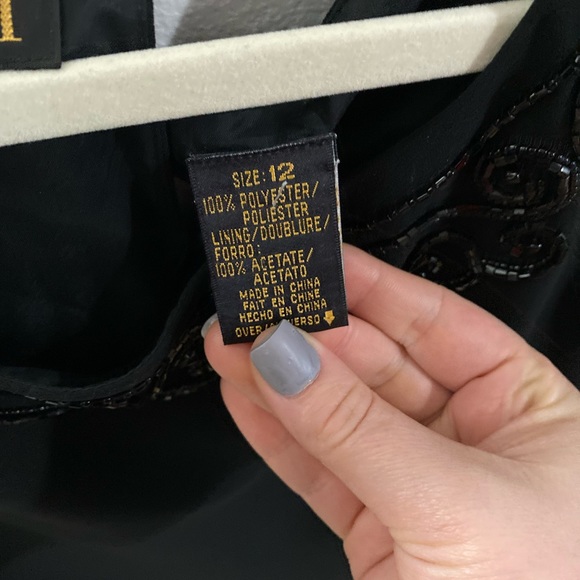 SIZE: 12
100% POLYESTER/
POLIESTER
LINING/DOUBLURE/
FORRO:
100% ACETATE/
ACETATO
MADE IN CHINA
FAIT EN CHINE
HECHO EN CHINA
OVER/